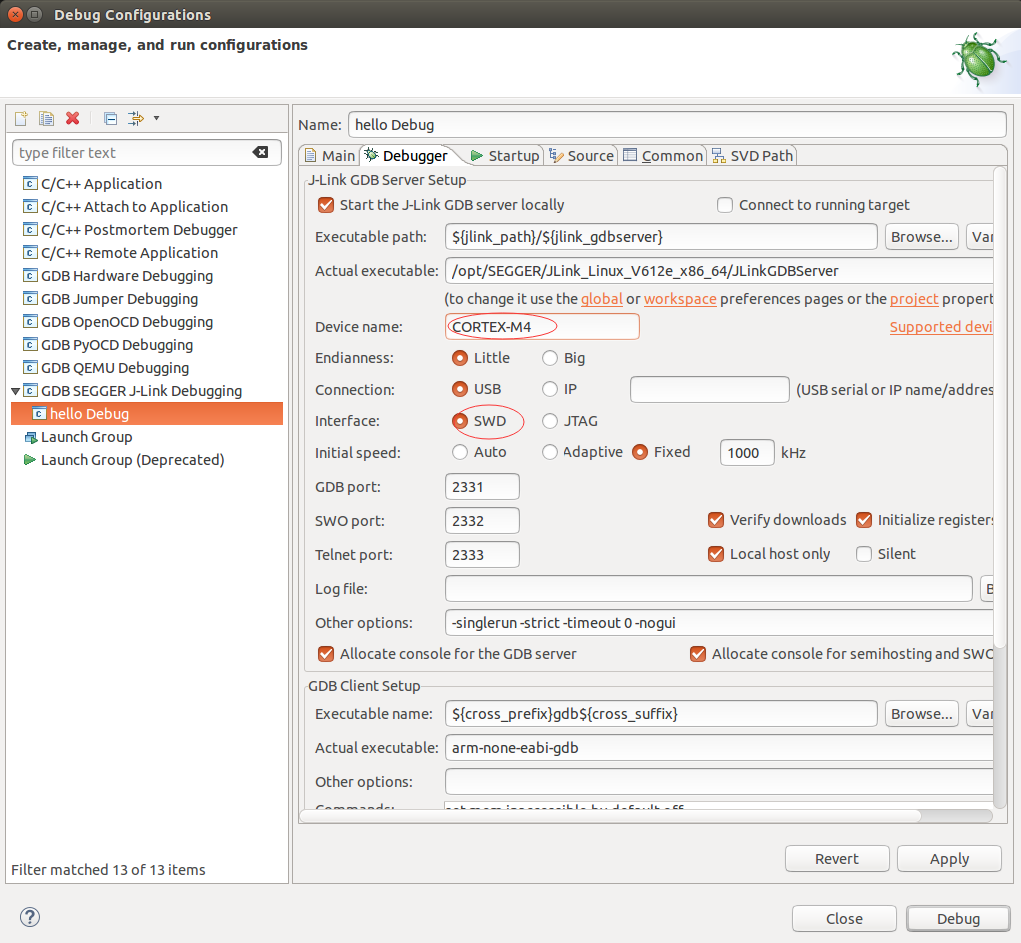 Debug Configurations
Create, manage, and run configurations
type filter text
C/C++ Application
C/C++ Attach to Application
C/C++ Postmortem Debugger
C/C++ Remote Application
GDB Hardware Debugging
GDB Jumper Debugging
GDB OpenOCD Debugging
GDB PyOCD Debugging
GDB QEMU Debugging
GDB SEGGER J-Link Debugging
hello Debug
Launch Group
Launch Group (Deprecated)
Filter matched 13 of 13 items
Name: hello Debug
Main Debugger Startup Source Common SVD Path
J-Link GDB Server Setup
Start the J-Link GDB server locally Connect to running target
Executable path: ${jlink_path}/${jlink_gdbserver} Browse... Var
Actual executable: /opt/SEGGER/JLink_Linux_V612e_x86_64/JLinkGDBServer
(to change it use the global or workspace preferences pages or the project propert
Device name: CORTEX-M4 Supported devi
Endianness: Little Big
Connection: USB IP (USB serial or IP name/addres
Interface: SWD JTAG
Initial speed: Auto Adaptive Fixed 1000 kHz
GDB port: 2331
SWO port: 2332 Verify downloads Initialize registers
Telnet port: 2333 Local host only Silent
Log file: B
Other options: -singlerun -strict -timeout 0 -nogui
Allocate console for the GDB server Allocate console for semihosting and SWO
GDB Client Setup
Executable name: ${cross_prefix}gdb${cross_suffix} Browse... Var
Actual executable: arm-none-eabi-gdb
Other options:
Commands: set mem inaccessible-by-default off
Revert Apply
Close Debug